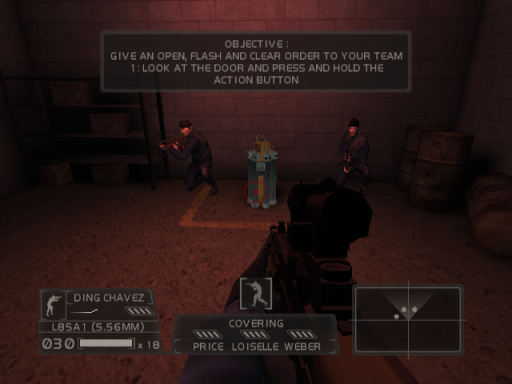 OBJECTIVE :
GIVE AN OPEN, FLASH AND CLEAR ORDER TO YOUR TEAM
1: LOOK AT THE DOOR AND PRESS AND HOLD THE
ACTION BUTTON
DING CHAVEZ
L85A1 (5.56MM)
030 x 18
COVERING
PRICE LOISELLE WEBER